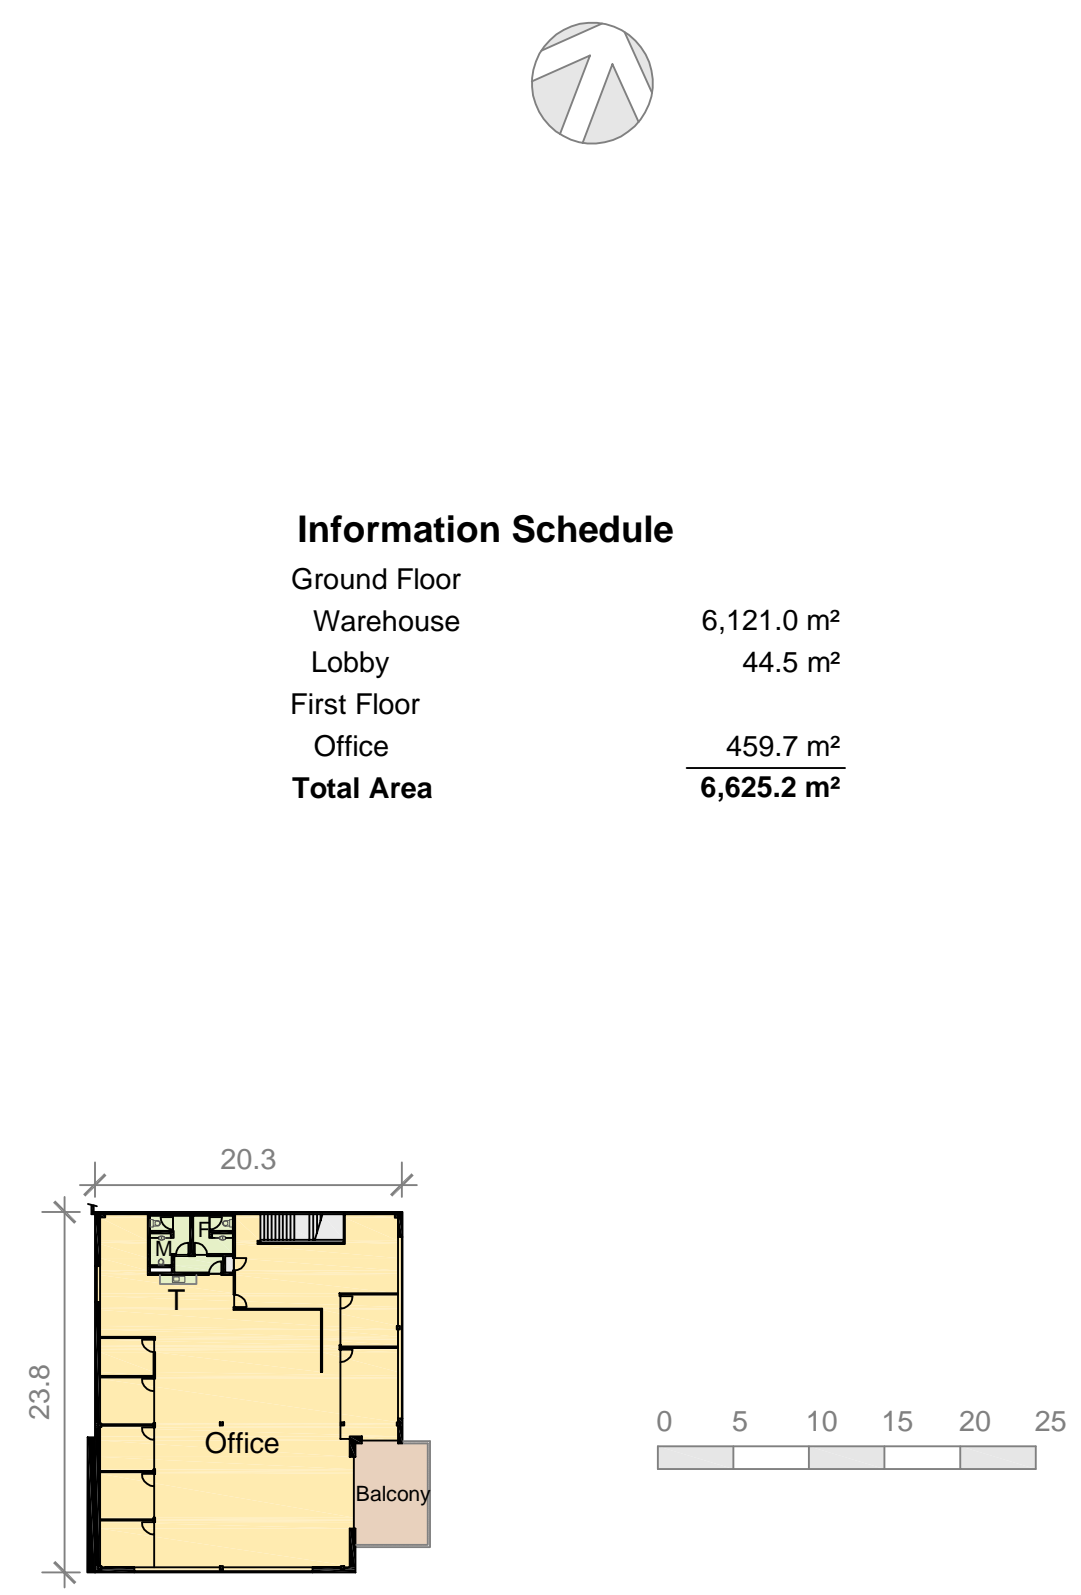 Information Schedule
Ground Floor
Warehouse 6,121.0 m²
Lobby 44.5 m²
First Floor
Office 459.7 m²
Total Area 6,625.2 m²
20.3
23.8
M F
T
Office
Balcony
0 5 10 15 20 25